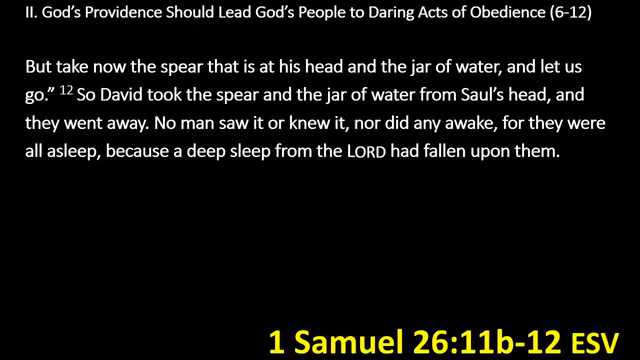 II. God’s Providence Should Lead God’s People to Daring Acts of Obedience (6-12)
But take now the spear that is at his head and the jar of water, and let us
go.” 12 So David took the spear and the jar of water from Saul’s head, and
they went away. No man saw it or knew it, nor did any awake, for they were
all asleep, because a deep sleep from the LORD had fallen upon them.
1 Samuel 26:11b-12 ESV